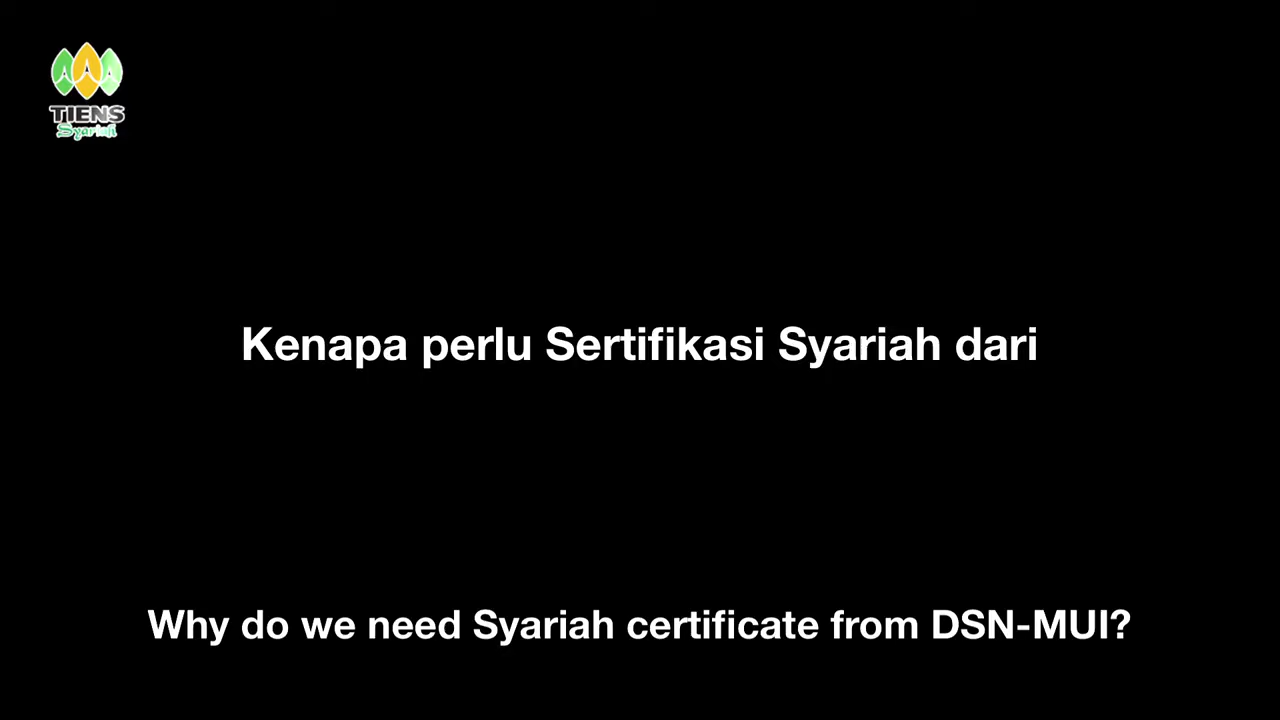 TIENS
Syariah
Kenapa perlu Sertifikasi Syariah dari
Why do we need Syariah certificate from DSN-MUI?